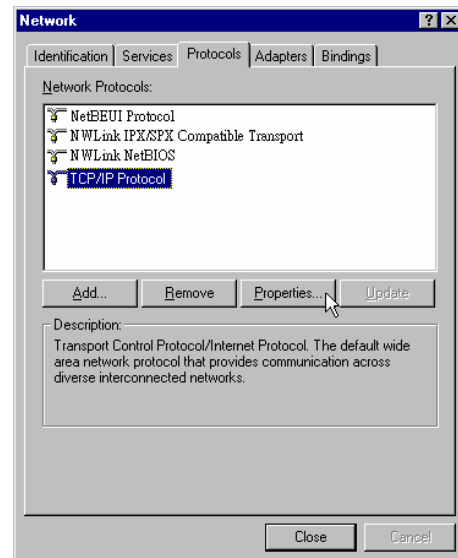 Network
Identification Services Protocols Adapters Bindings
Network Protocols:
NetBEUI Protocol
NWLink IPX/SPX Compatible Transport
NWLink NetBIOS
TCP/IP Protocol
Add... Remove Properties... Update
Description:
Transport Control Protocol/Internet Protocol. The default wide
area network protocol that provides communication across
diverse interconnected networks.
Close Cancel